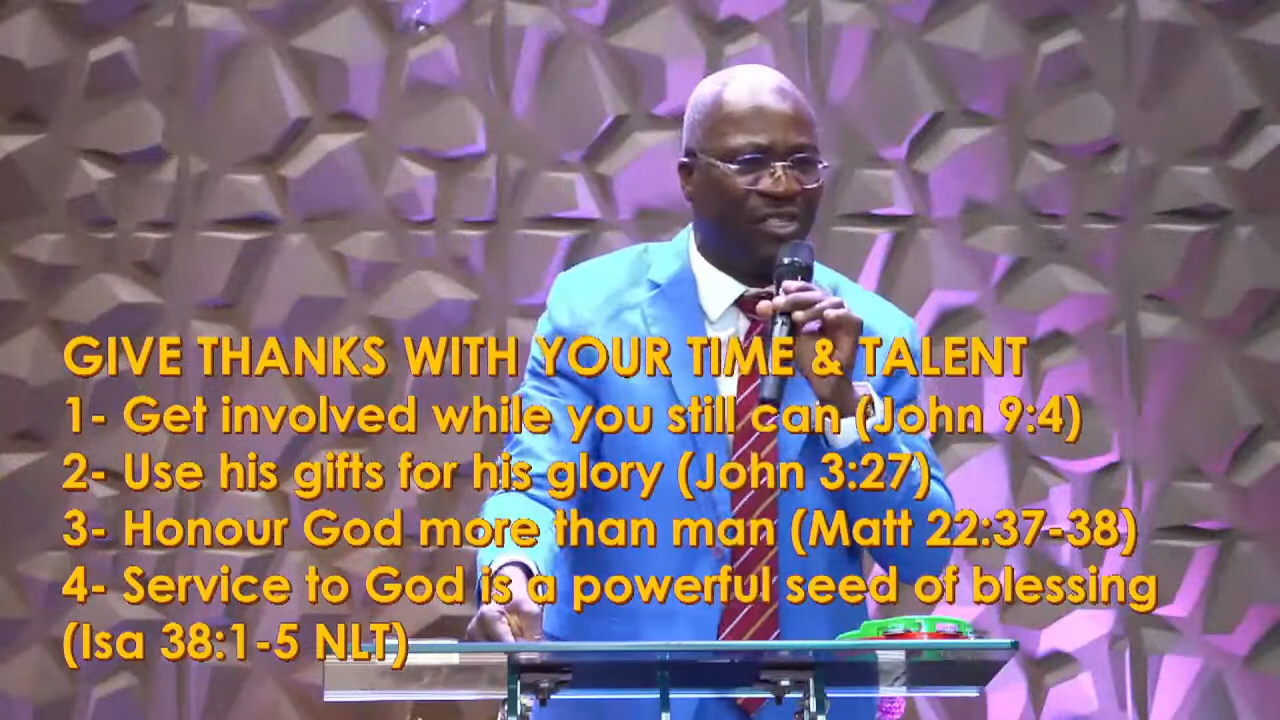 GIVE THANKS WITH YOUR TIME & TALENT
1- Get involved while you still can (John 9:4)
2- Use his gifts for his glory (John 3:27)
3- Honour God more than man (Matt 22:37-38)
4- Service to God is a powerful seed of blessing
(Isa 38:1-5 NLT)